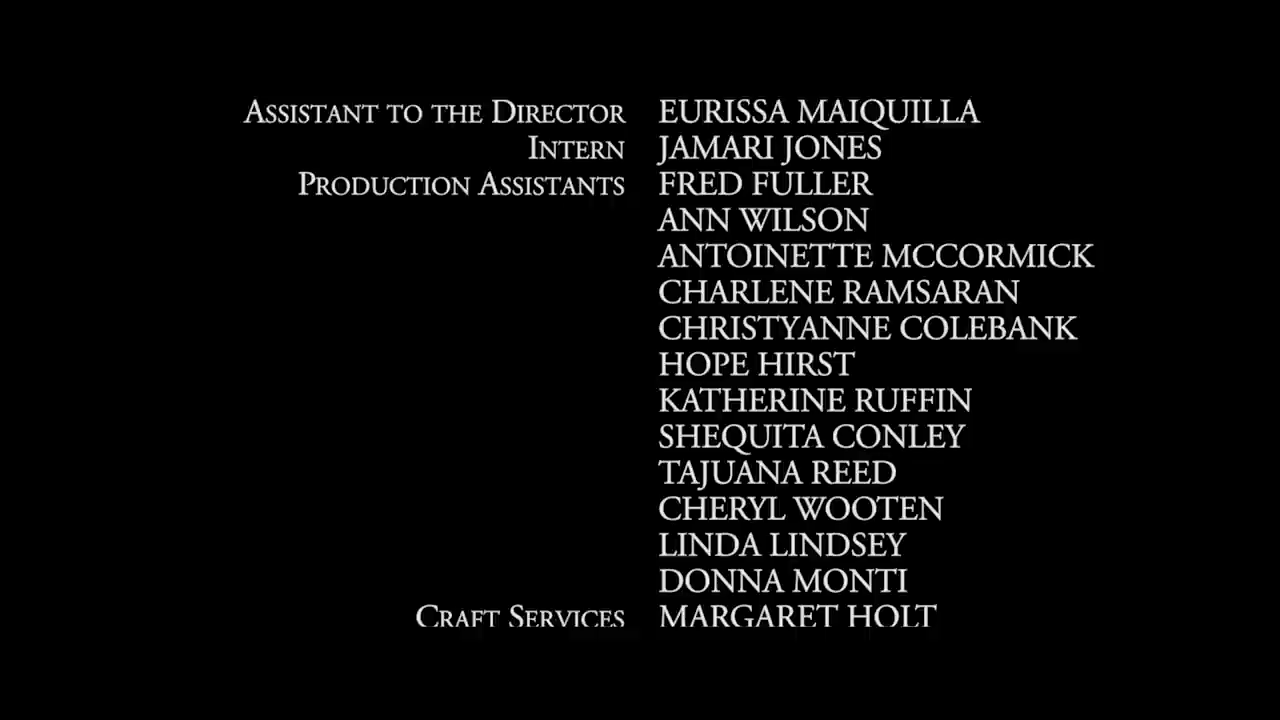 Assistant to the Director EURISSA MAIQUILLA
Intern JAMARI JONES
Production Assistants FRED FULLER
ANN WILSON
ANTOINETTE MCCORMICK
CHARLENE RAMSARAN
CHRISTYANNE COLEBANK
HOPE HIRST
KATHERINE RUFFIN
SHEQUITA CONLEY
TAJUANA REED
CHERYL WOOTEN
LINDA LINDSEY
DONNA MONTI
Craft Services MARGARET HOLT